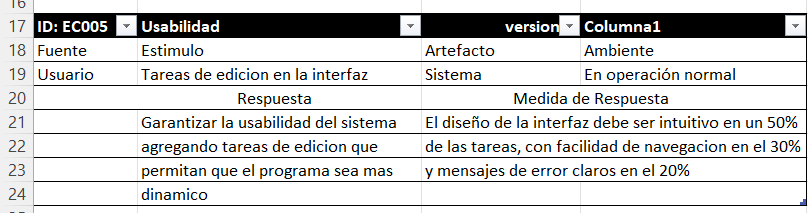 16
17 ID: EC005 Usabilidad version Columna1
18 Fuente Estimulo Artefacto Ambiente
19 Usuario Tareas de edicion en la interfaz Sistema En operación normal
20 Respuesta Medida de Respuesta
21 Garantizar la usabilidad del sistema El diseño de la interfaz debe ser intuitivo en un 50%
22 agregando tareas de edicion que de las tareas, con facilidad de navegacion en el 30%
23 permitan que el programa sea mas y mensajes de error claros en el 20%
24 dinamico